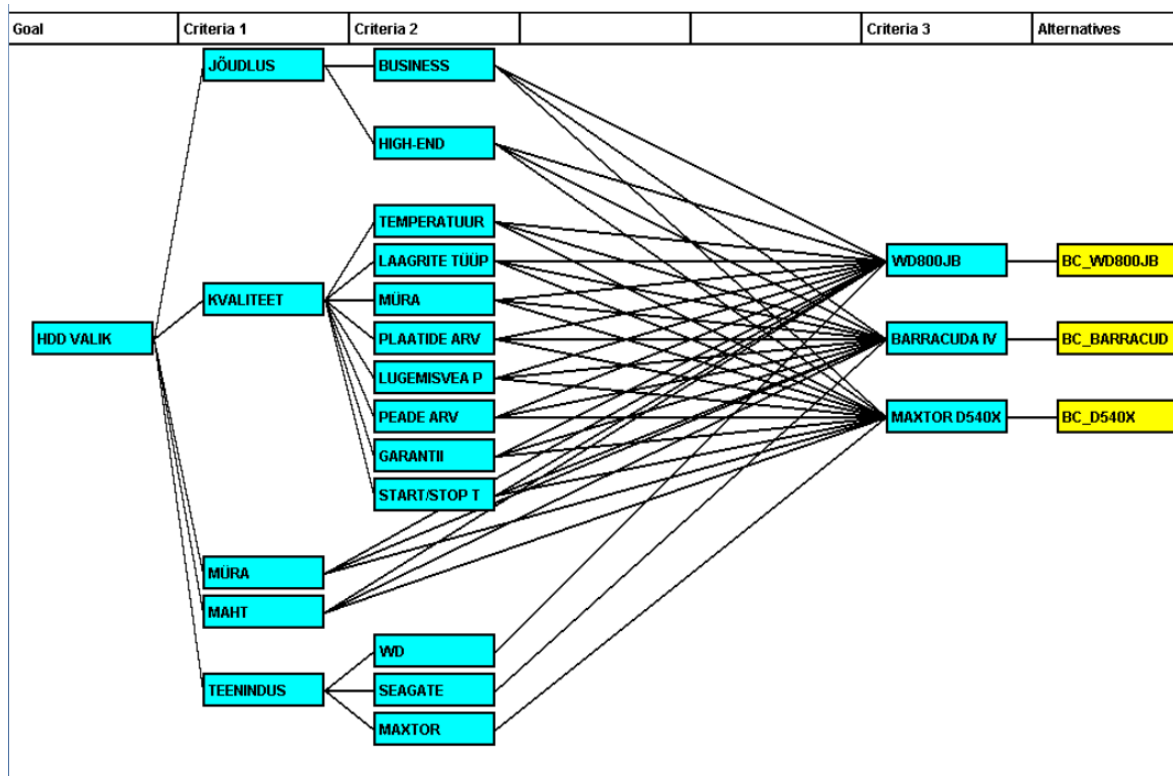 Goal
Criteria 1
Criteria 2
Criteria 3
Alternatives
JÕUDLUS
BUSINESS
HIGH-END
TEMPERATUUR
LAAGRITE TÜÜP
WD800JB
BC_WD800JB
KVALITEET
MÜRA
HDD VALIK
PLAATIDE ARV
BARRACUDA IV
BC_BARRACUD
LUGEMISVEA P
PEADE ARV
MAXTOR D540X
BC_D540X
GARANTII
START/STOP T
MÜRA
MAHT
WD
TEENINDUS
SEAGATE
MAXTOR